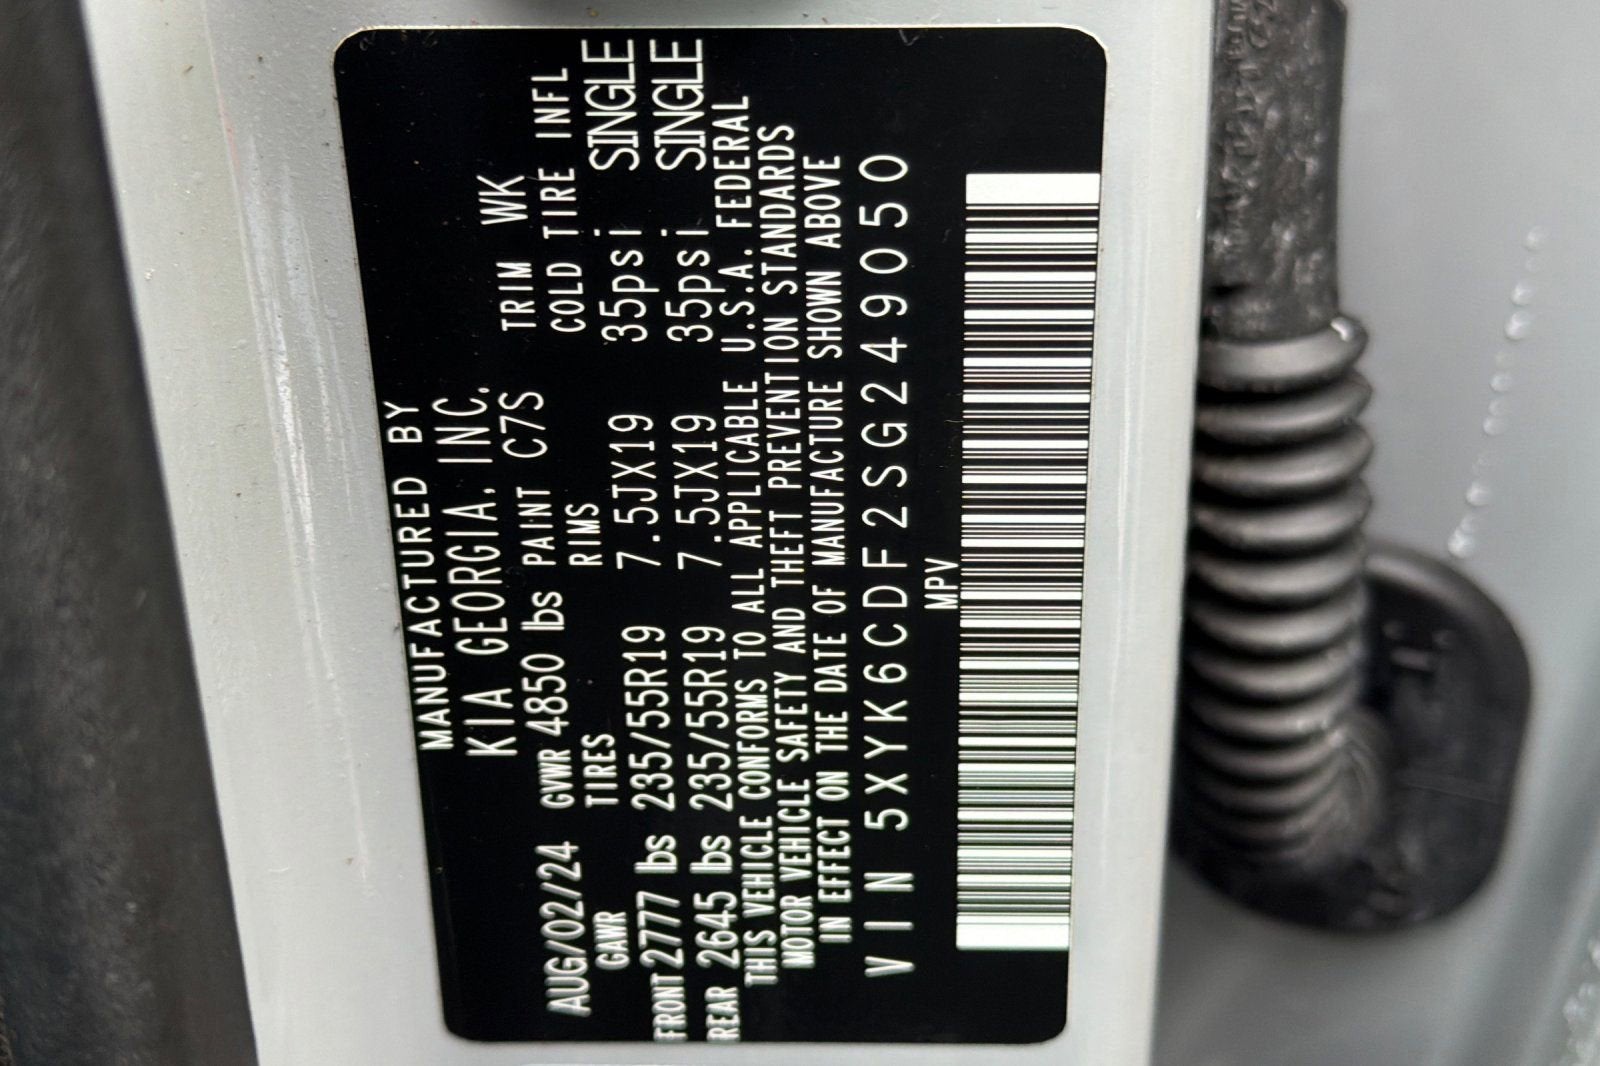 MANUFACTURED BY
KIA GEORGIA, INC.
AUG/02/24 GVWR 4850 lbs PAINT C7S TRIM WK
GAWR TIRES RIMS COLD TIRE INFL
FRONT 2777 lbs 235/55R19 7.5JX19 35psi SINGLE
REAR 2645 lbs 235/55R19 7.5JX19 35psi SINGLE
THIS VEHICLE CONFORMS TO ALL APPLICABLE U.S.A. FEDERAL
MOTOR VEHICLE SAFETY AND THEFT PREVENTION STANDARDS
IN EFFECT ON THE DATE OF MANUFACTURE SHOWN ABOVE
VIN 5XYK6CDF2SG249050
MPV